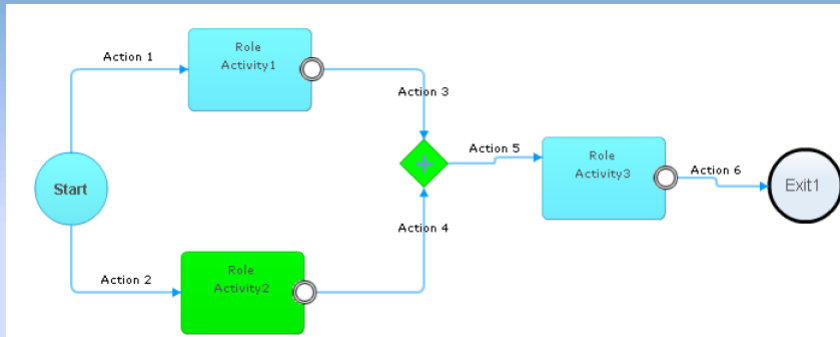 Action 1
Role
Activity1
Action 3
Start
Action 5
Role
Activity3
Action 6
Exit1
Action 4
Action 2
Role
Activity2